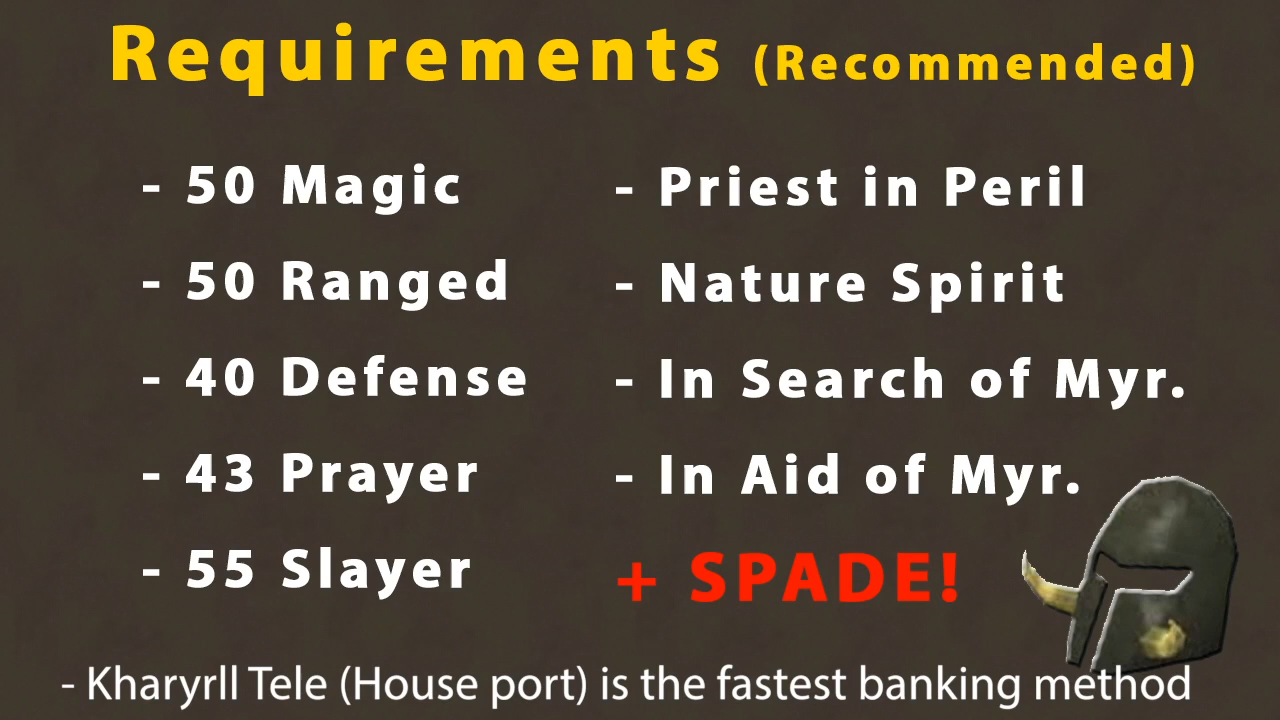 Requirements (Recommended)
- 50 Magic
- 50 Ranged
- 40 Defense
- 43 Prayer
- 55 Slayer
- Priest in Peril
- Nature Spirit
- In Search of Myr.
- In Aid of Myr.
+ SPADE!
- Kharyrll Tele (House port) is the fastest banking method